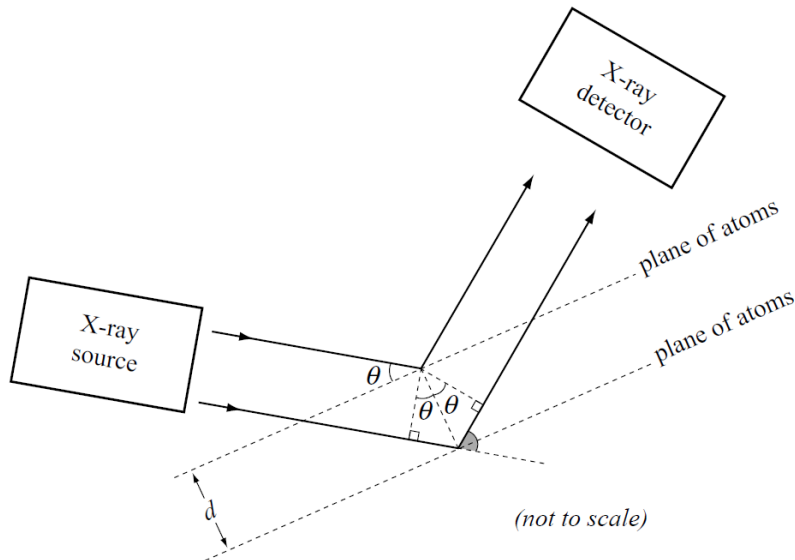 X-ray
detector
plane of atoms
plane of atoms
X-ray
source
θ
θ
θ
d
(not to scale)